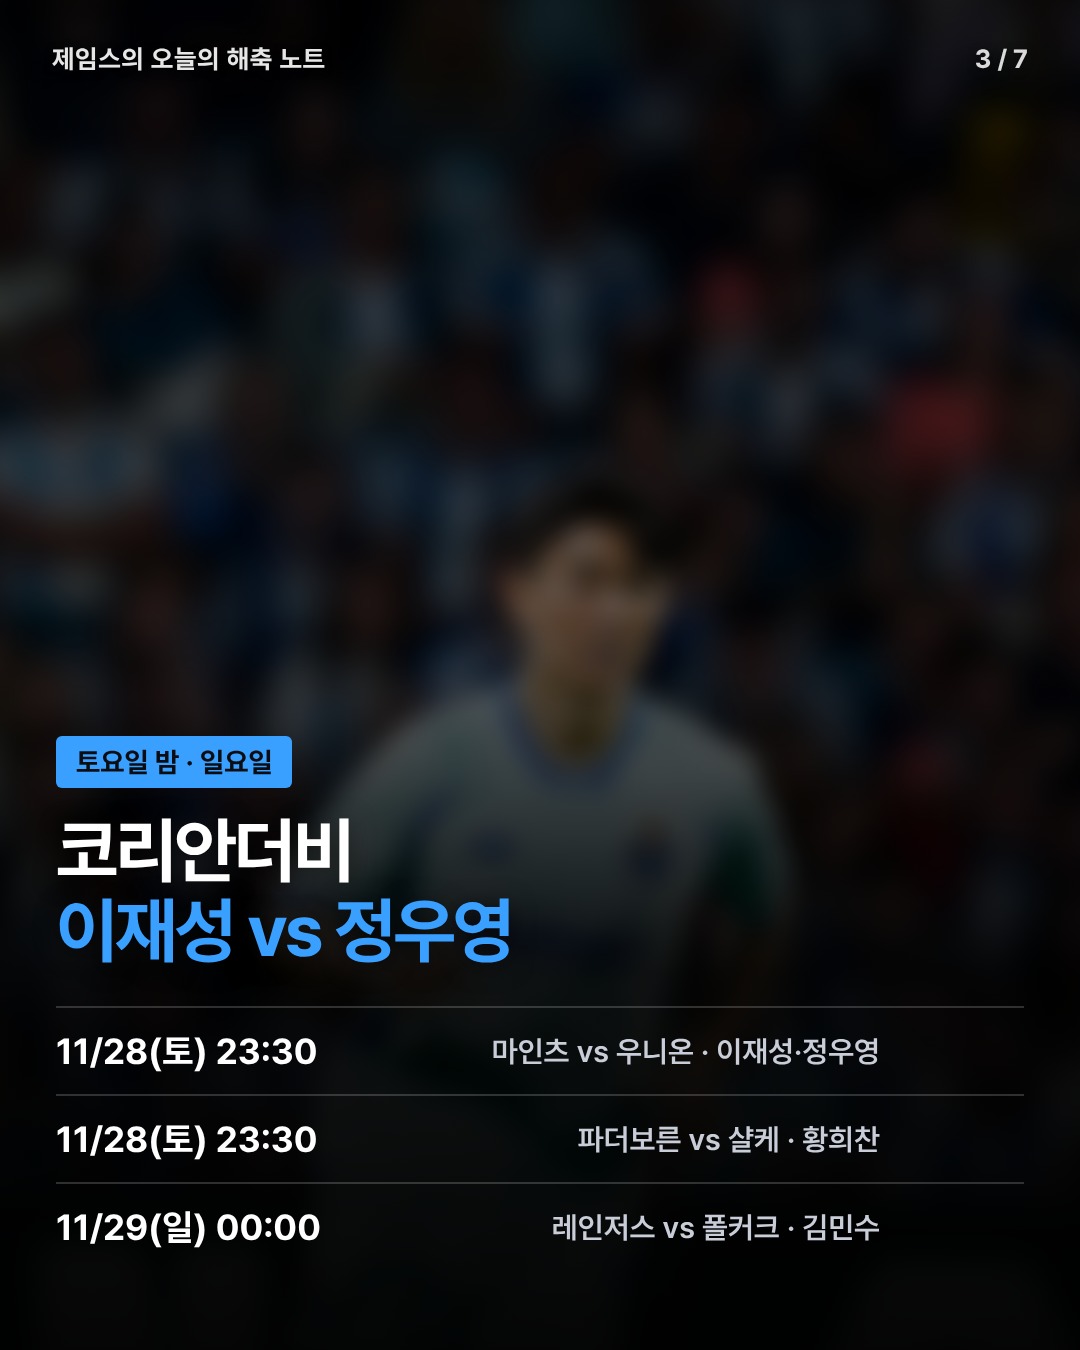 제임스의 오늘의 해축 노트
3 / 7
토요일 밤 · 일요일
코리안더비
이재성 vs 정우영
11/28(토) 23:30 마인츠 vs 우니온 · 이재성·정우영
11/28(토) 23:30 파더보른 vs 샬케 · 황희찬
11/29(일) 00:00 레인저스 vs 폴커크 · 김민수